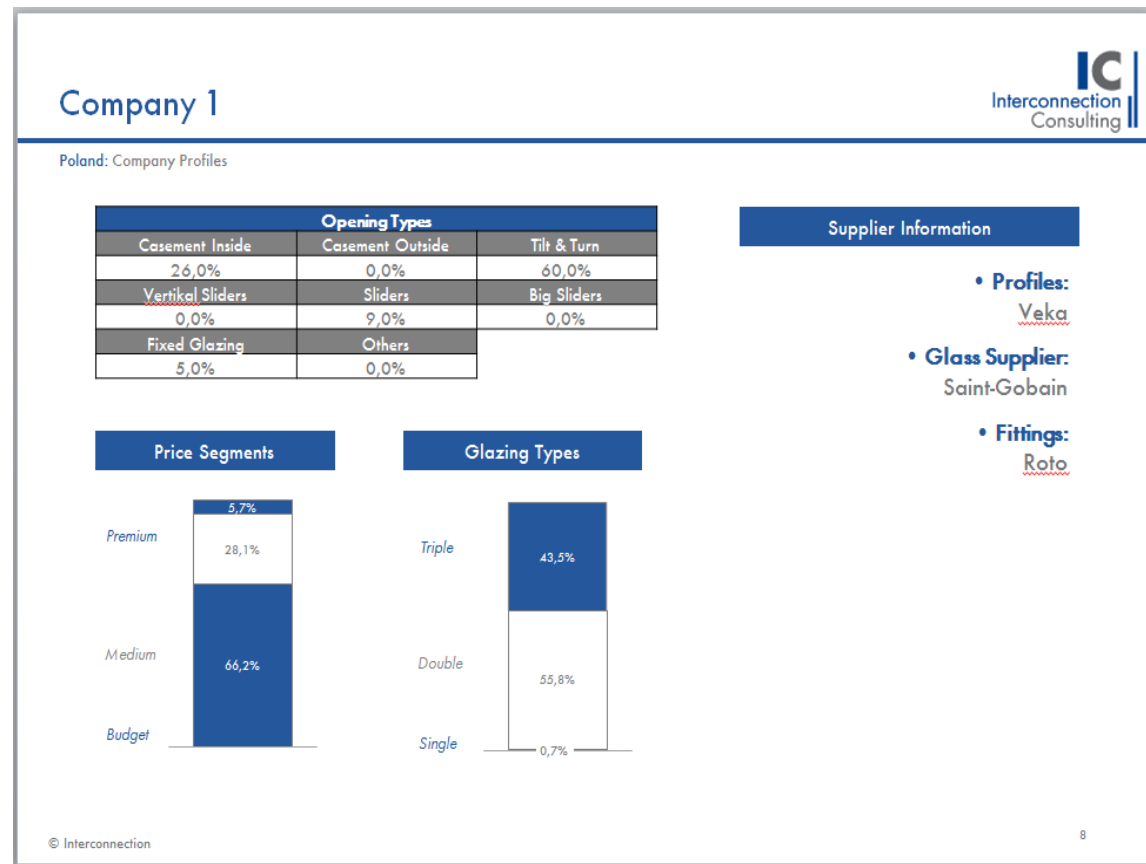 IC
Interconnection
Consulting
Company 1
Poland: Company Profiles
Opening Types
Casement Inside Casement Outside Tilt & Turn
26,0% 0,0% 60,0%
Vertikal Sliders Sliders Big Sliders
0,0% 9,0% 0,0%
Fixed Glazing Others
5,0% 0,0%
Supplier Information
• Profiles:
Veka
• Glass Supplier:
Saint-Gobain
• Fittings:
Roto
Price Segments
5,7%
Premium
28,1%
Medium
66,2%
Budget
Glazing Types
Triple
43,5%
Double
55,8%
Single
0,7%
© Interconnection
8